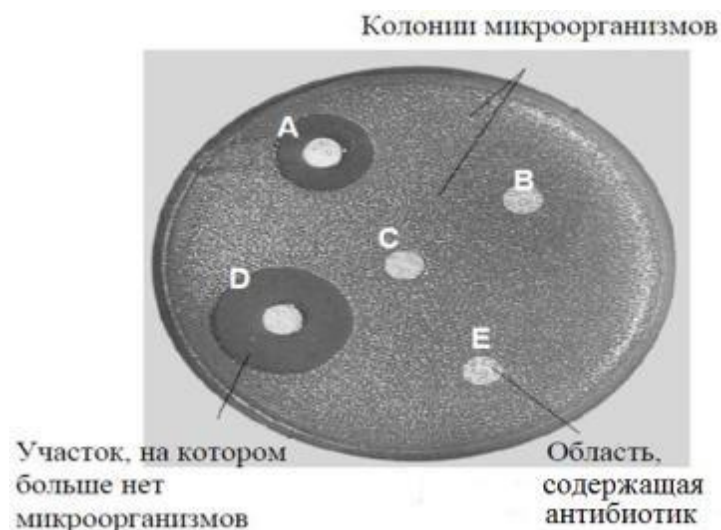 Колонии микроорганизмов
A
B
C
D
E
Участок, на котором
больше нет
микроорганизмов
Область,
содержащая
антибиотик